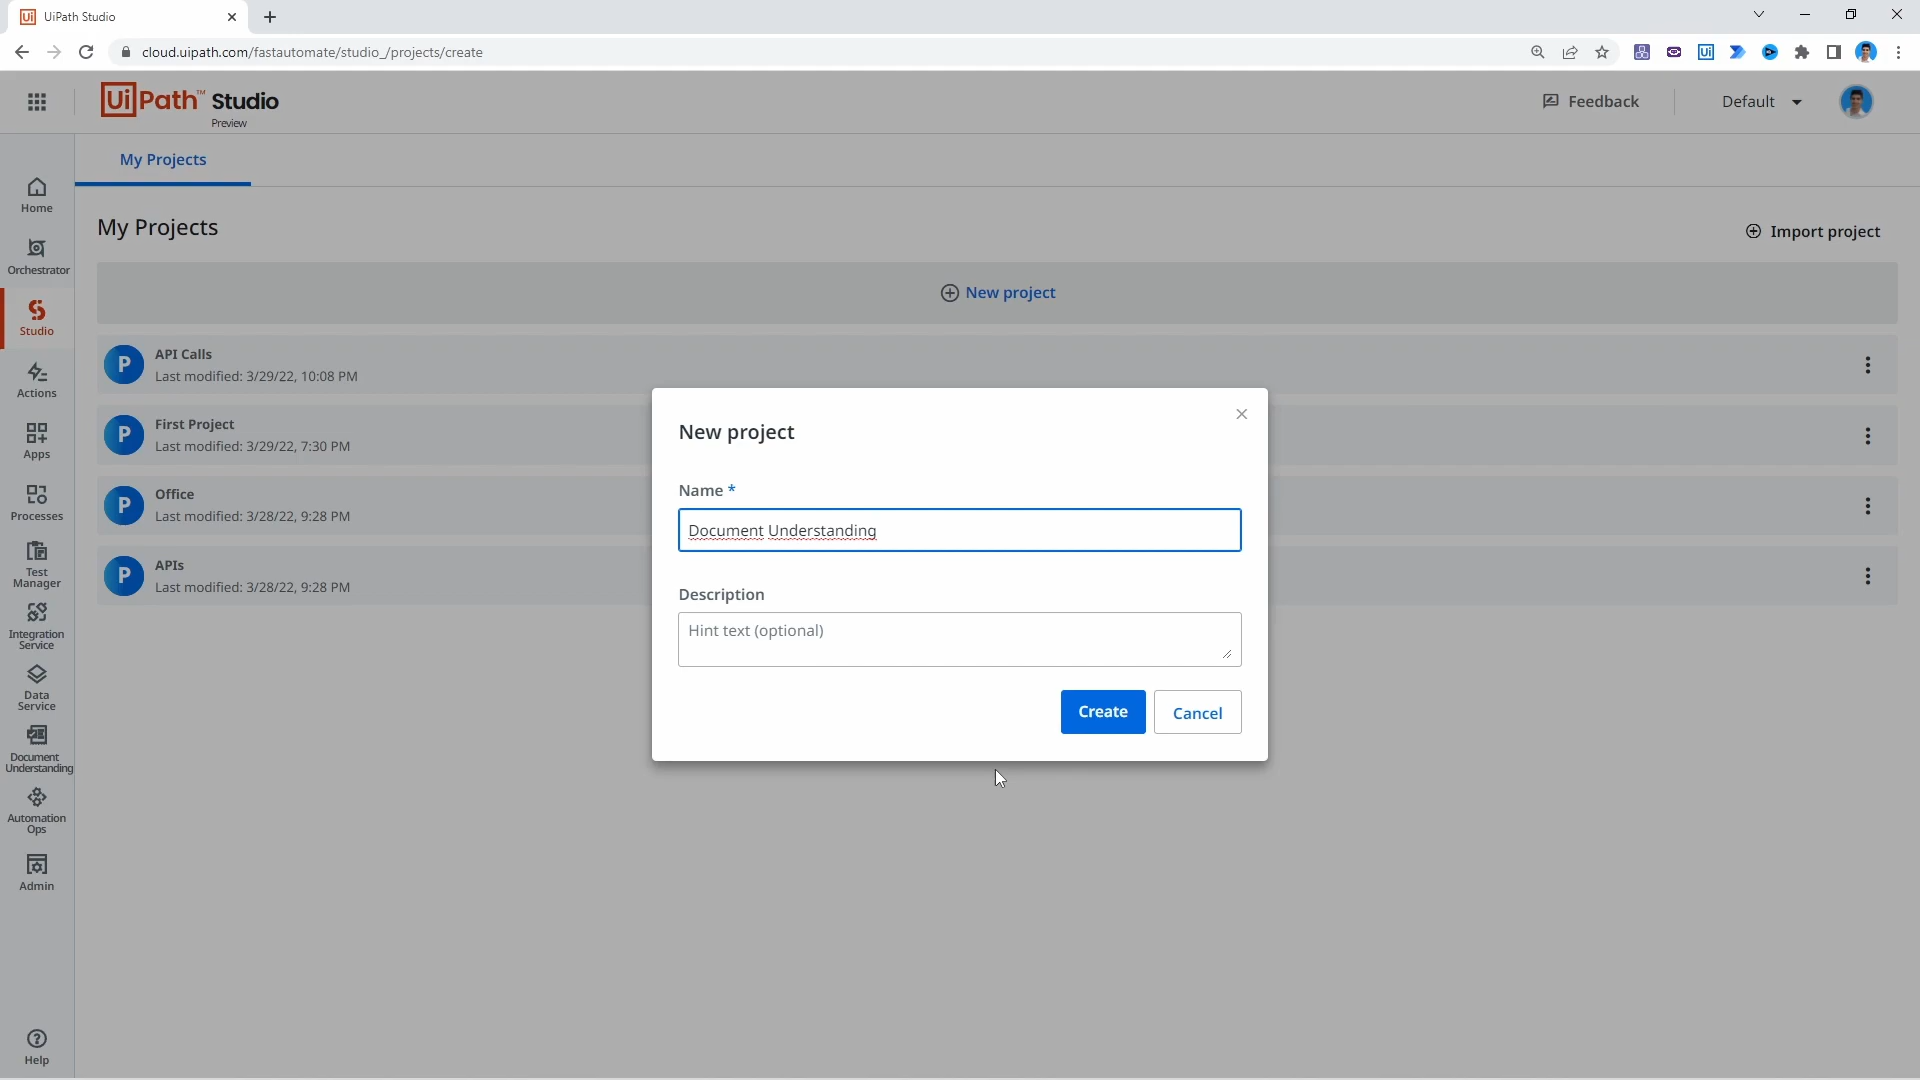 UiPath Studio
cloud.uipath.com/fastautomate/studio_/projects/create
Ui
UiPath™ Studio
Preview
Feedback
Default
My Projects
Home
Orchestrator
Studio
Actions
Apps
Processes
Test
Manager
Integration
Service
Data
Service
Document
Understanding
Automation
Ops
Admin
Help
My Projects
Import project
New project
P
API Calls
Last modified: 3/29/22, 10:08 PM
P
First Project
Last modified: 3/29/22, 7:30 PM
P
Office
Last modified: 3/28/22, 9:28 PM
P
APIs
Last modified: 3/28/22, 9:28 PM
New project
Name *
Document Understanding
Description
Hint text (optional)
Create
Cancel